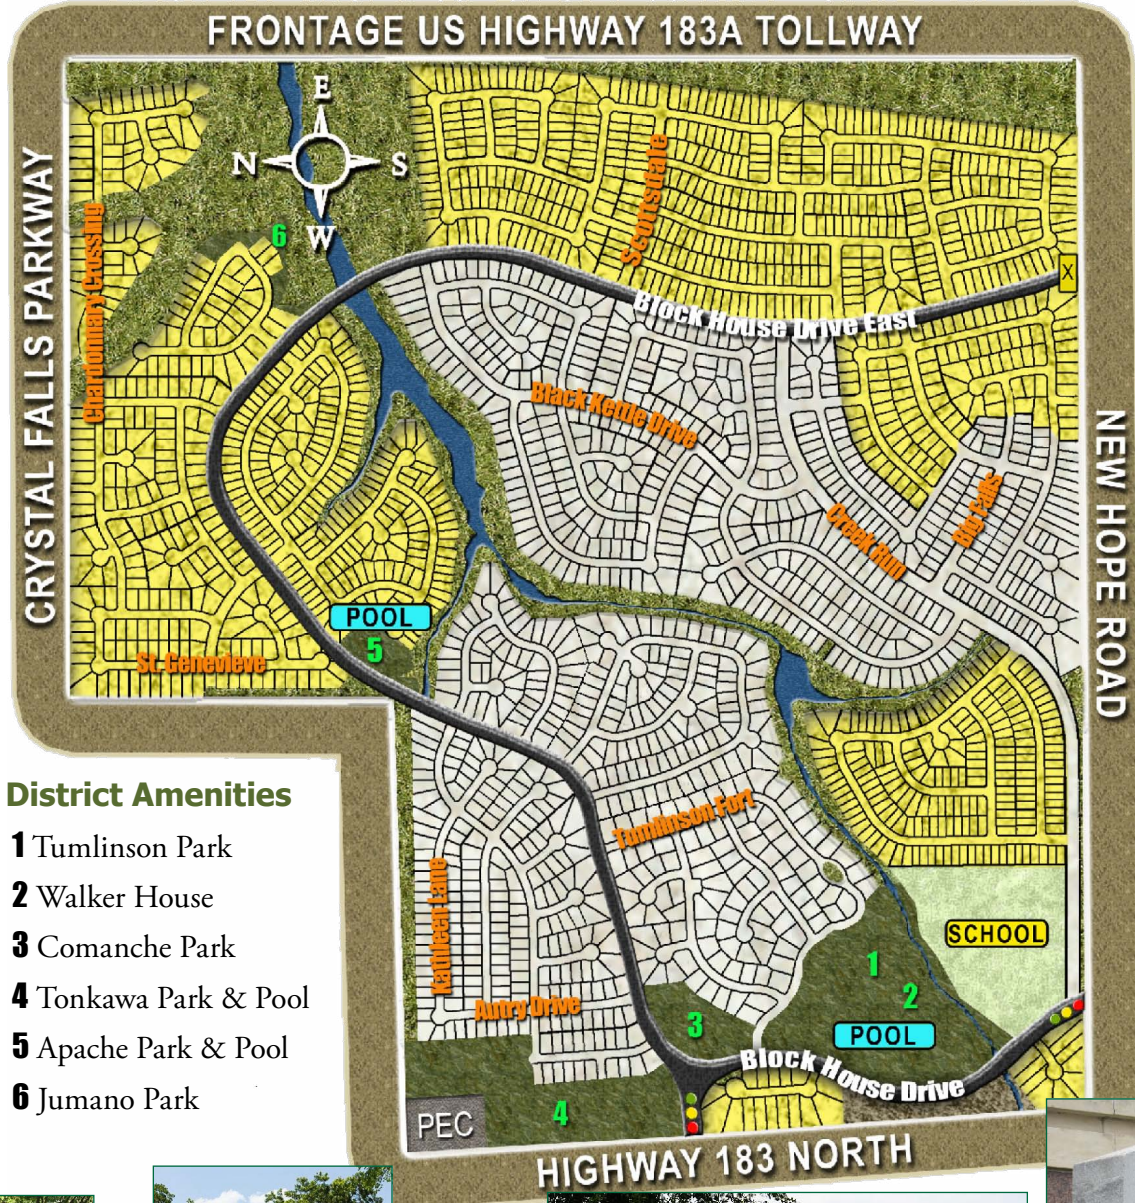 FRONTAGE US HIGHWAY 183A TOLLWAY
E
N
S
W
6
CRYSTAL FALLS PARKWAY
Chardonnary Crossing
Scottsdale
X
Block House Drive East
Black Kettle Drive
Creek Run
Big Falls
NEW HOPE ROAD
POOL
5
St. Genevieve
Tumlinson Fort
Kathleen Lane
Autry Drive
SCHOOL
1
2
3
POOL
Block House Drive
4
PEC
HIGHWAY 183 NORTH
District Amenities
1 Tumlinson Park
2 Walker House
3 Comanche Park
4 Tonkawa Park & Pool
5 Apache Park & Pool
6 Jumano Park